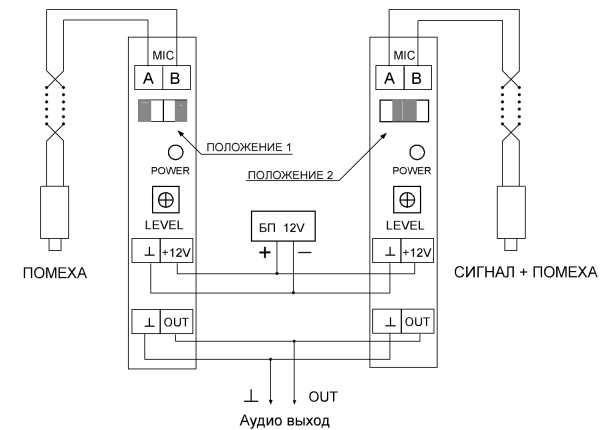 MIC
A B
ПОЛОЖЕНИЕ 1
POWER
LEVEL
⊥ +12V
⊥ OUT
ПОМЕХА
MIC
A B
ПОЛОЖЕНИЕ 2
POWER
LEVEL
⊥ +12V
⊥ OUT
СИГНАЛ + ПОМЕХА
БП 12V
+ −
⊥ OUT
Аудио выход